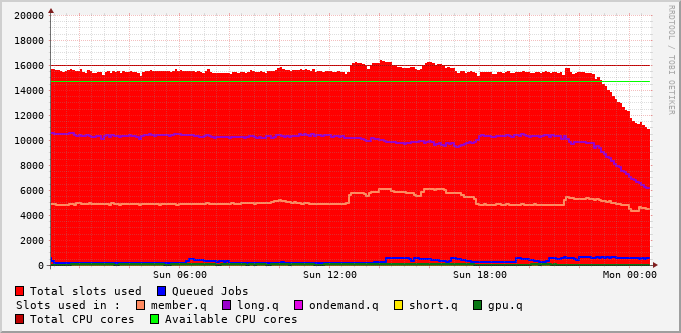 20000
18000
16000
14000
12000
10000
8000
6000
4000
2000
0
Sun 06:00 Sun 12:00 Sun 18:00 Mon 00:00
Total slots used Queued Jobs
Slots used in : member.q long.q ondemand.q short.q gpu.q
Total CPU cores Available CPU cores
RRDTOOL / TOBI OETIKER